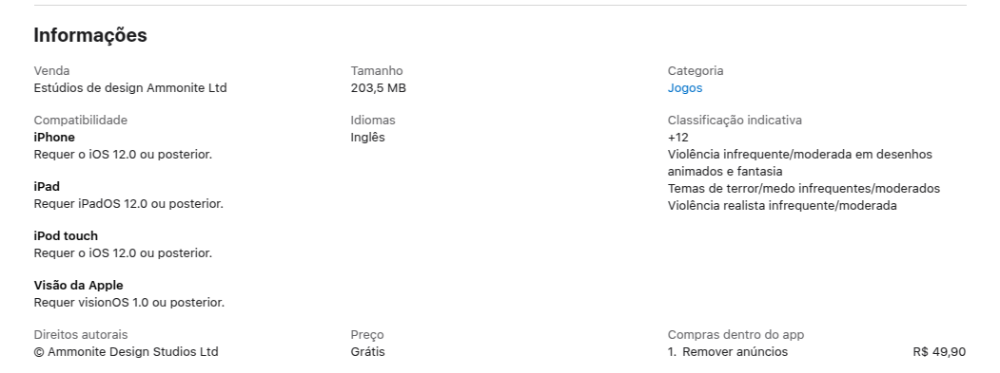 Informações
Venda
Estúdios de design Ammonite Ltd
Tamanho
203,5 MB
Categoria
Jogos
Compatibilidade
iPhone
Requer o iOS 12.0 ou posterior.
iPad
Requer iPadOS 12.0 ou posterior.
iPod touch
Requer o iOS 12.0 ou posterior.
Visão da Apple
Requer visionOS 1.0 ou posterior.
Idiomas
Inglês
Classificação indicativa
+12
Violência infrequente/moderada em desenhos
animados e fantasia
Temas de terror/medo infrequentes/moderados
Violência realista infrequente/moderada
Direitos autorais
© Ammonite Design Studios Ltd
Preço
Grátis
Compras dentro do app
1. Remover anúncios R$ 49,90